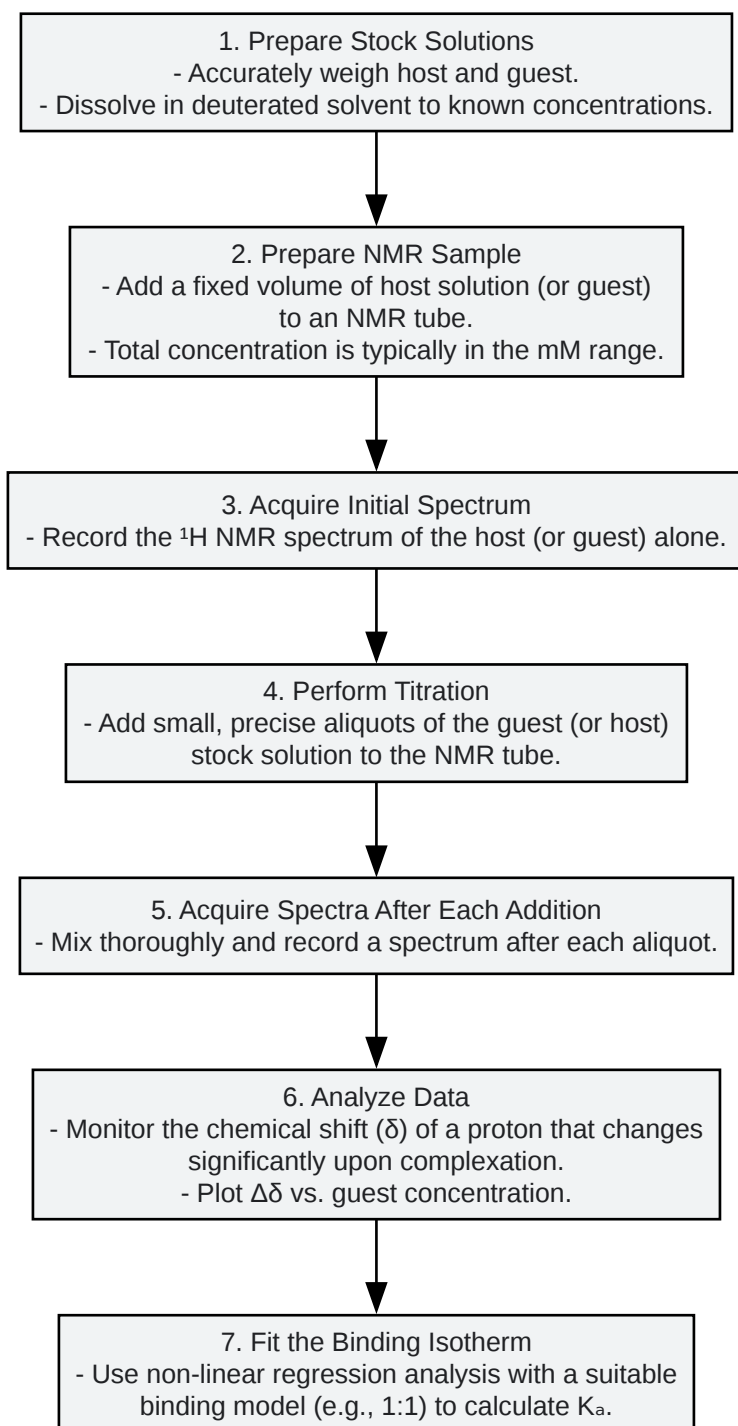 1. Prepare Stock Solutions
- Accurately weigh host and guest.
- Dissolve in deuterated solvent to known concentrations.
2. Prepare NMR Sample
- Add a fixed volume of host solution (or guest)
to an NMR tube.
- Total concentration is typically in the mM range.
3. Acquire Initial Spectrum
- Record the ¹H NMR spectrum of the host (or guest) alone.
4. Perform Titration
- Add small, precise aliquots of the guest (or host)
stock solution to the NMR tube.
5. Acquire Spectra After Each Addition
- Mix thoroughly and record a spectrum after each aliquot.
6. Analyze Data
- Monitor the chemical shift (δ) of a proton that changes
significantly upon complexation.
- Plot Δδ vs. guest concentration.
7. Fit the Binding Isotherm
- Use non-linear regression analysis with a suitable
binding model (e.g., 1:1) to calculate Kₐ.